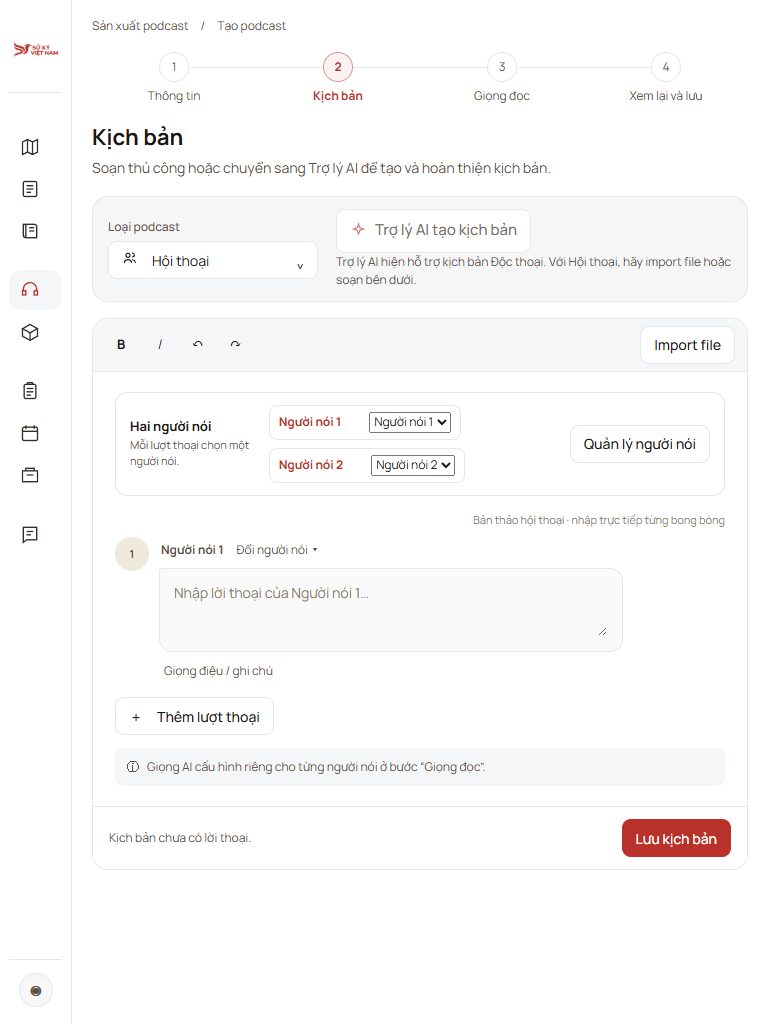 SỬ KÝ
VIỆT NAM
Sản xuất podcast / Tạo podcast
1
2
3
4
Thông tin
Kịch bản
Giọng đọc
Xem lại và lưu
Kịch bản
Soạn thủ công hoặc chuyển sang Trợ lý AI để tạo và hoàn thiện kịch bản.
Loại podcast
Hội thoại
Trợ lý AI tạo kịch bản
Trợ lý AI hiện hỗ trợ kịch bản Độc thoại. Với Hội thoại, hãy import file hoặc
soạn bên dưới.
B I
Import file
Hai người nói
Mỗi lượt thoại chọn một
người nói.
Người nói 1 Người nói 1
Người nói 2 Người nói 2
Quản lý người nói
Bản thảo hội thoại · nhập trực tiếp từng bong bóng
1
Người nói 1 Đổi người nói
Nhập lời thoại của Người nói 1...
Giọng điệu / ghi chú
+ Thêm lượt thoại
Giọng AI cấu hình riêng cho từng người nói ở bước “Giọng đọc”.
Kịch bản chưa có lời thoại.
Lưu kịch bản